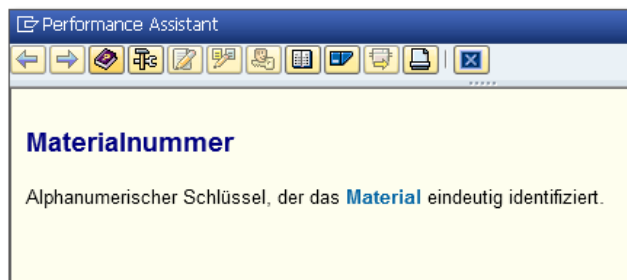 Performance Assistant
Materialnummer
Alphanumerischer Schlüssel, der das Material eindeutig identifiziert.